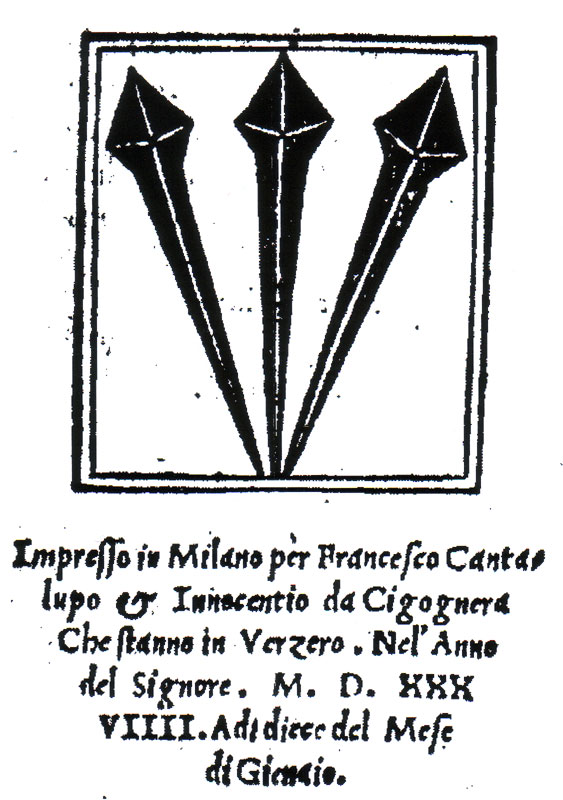 Impreſſo in Milano per Franceſco Canta-
lupo & Innocentio da Cigognera
Che ſtanno in Verzero. Nel' Anno
del Signore. M. D. XXX
VIIII. Adi diece del Meſe
di Gienaio.